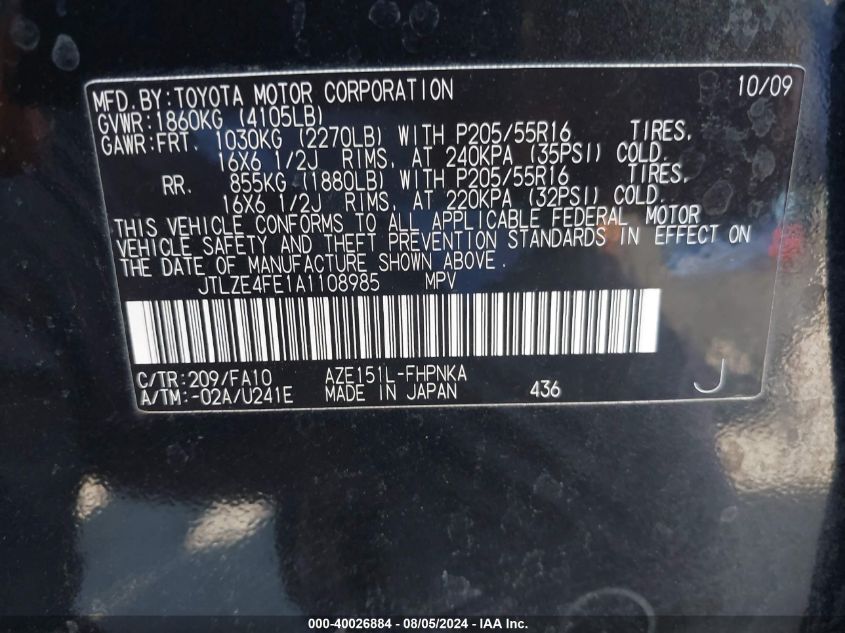 MFD. BY: TOYOTA MOTOR CORPORATION 10/09
GVWR: 1860KG (4105LB)
GAWR: FRT. 1030KG (2270LB) WITH P205/55R16 TIRES,
16X6 1/2J RIMS, AT 240KPA (35PSI) COLD.
RR. 855KG (1880LB) WITH P205/55R16 TIRES,
16X6 1/2J RIMS, AT 220KPA (32PSI) COLD.
THIS VEHICLE CONFORMS TO ALL APPLICABLE FEDERAL MOTOR
VEHICLE SAFETY AND THEFT PREVENTION STANDARDS IN EFFECT ON
THE DATE OF MANUFACTURE SHOWN ABOVE.
JTLZE4FE1A1108985 MPV
C/TR: 209/FA10 AZE151L-FHPNKA
A/TM: -02A/U241E MADE IN JAPAN 436 J
000-40026884 - 08/05/2024 - IAA Inc.